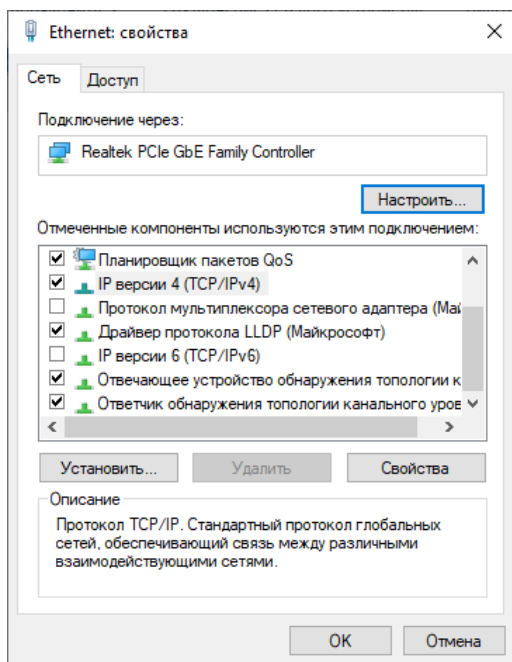 Ethernet: свойства
Сеть Доступ
Подключение через:
Realtek PCIe GbE Family Controller
Настроить...
Отмеченные компоненты используются этим подключением:
Планировщик пакетов QoS
IP версии 4 (TCP/IPv4)
Протокол мультиплексора сетевого адаптера (Май
Драйвер протокола LLDP (Майкрософт)
IP версии 6 (TCP/IPv6)
Отвечающее устройство обнаружения топологии к
Ответчик обнаружения топологии канального уров
Установить... Удалить Свойства
Описание
Протокол TCP/IP. Стандартный протокол глобальных
сетей, обеспечивающий связь между различными
взаимодействующими сетями.
OK Отмена